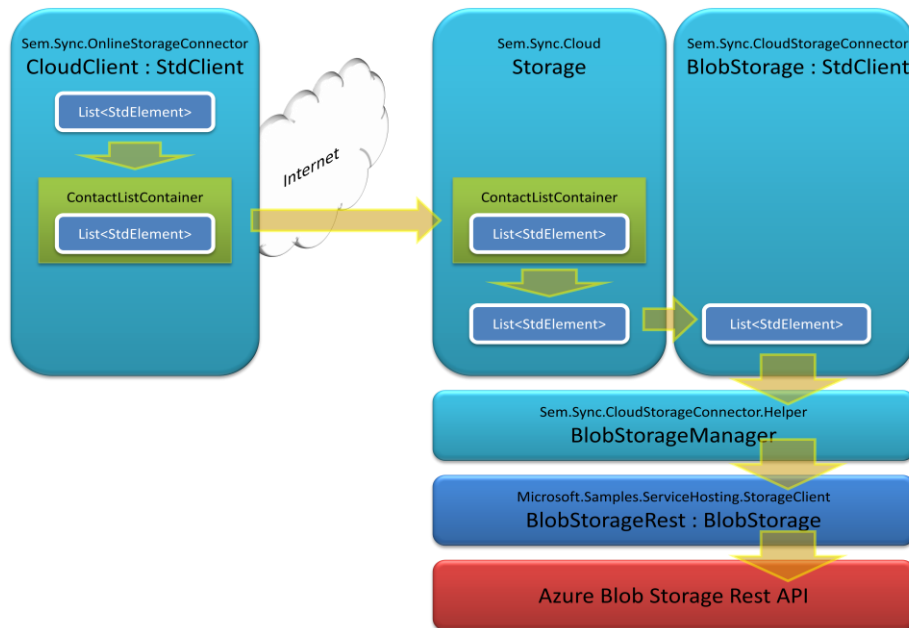 Sem.Sync.OnlineStorageConnector
CloudClient : StdClient
List<StdElement>
ContactListContainer
List<StdElement>
Internet
Sem.Sync.Cloud
Storage
ContactListContainer
List<StdElement>
List<StdElement>
Sem.Sync.CloudStorageConnector
BlobStorage : StdClient
List<StdElement>
Sem.Sync.CloudStorageConnector.Helper
BlobStorageManager
Microsoft.Samples.ServiceHosting.StorageClient
BlobStorageRest : BlobStorage
Azure Blob Storage Rest API